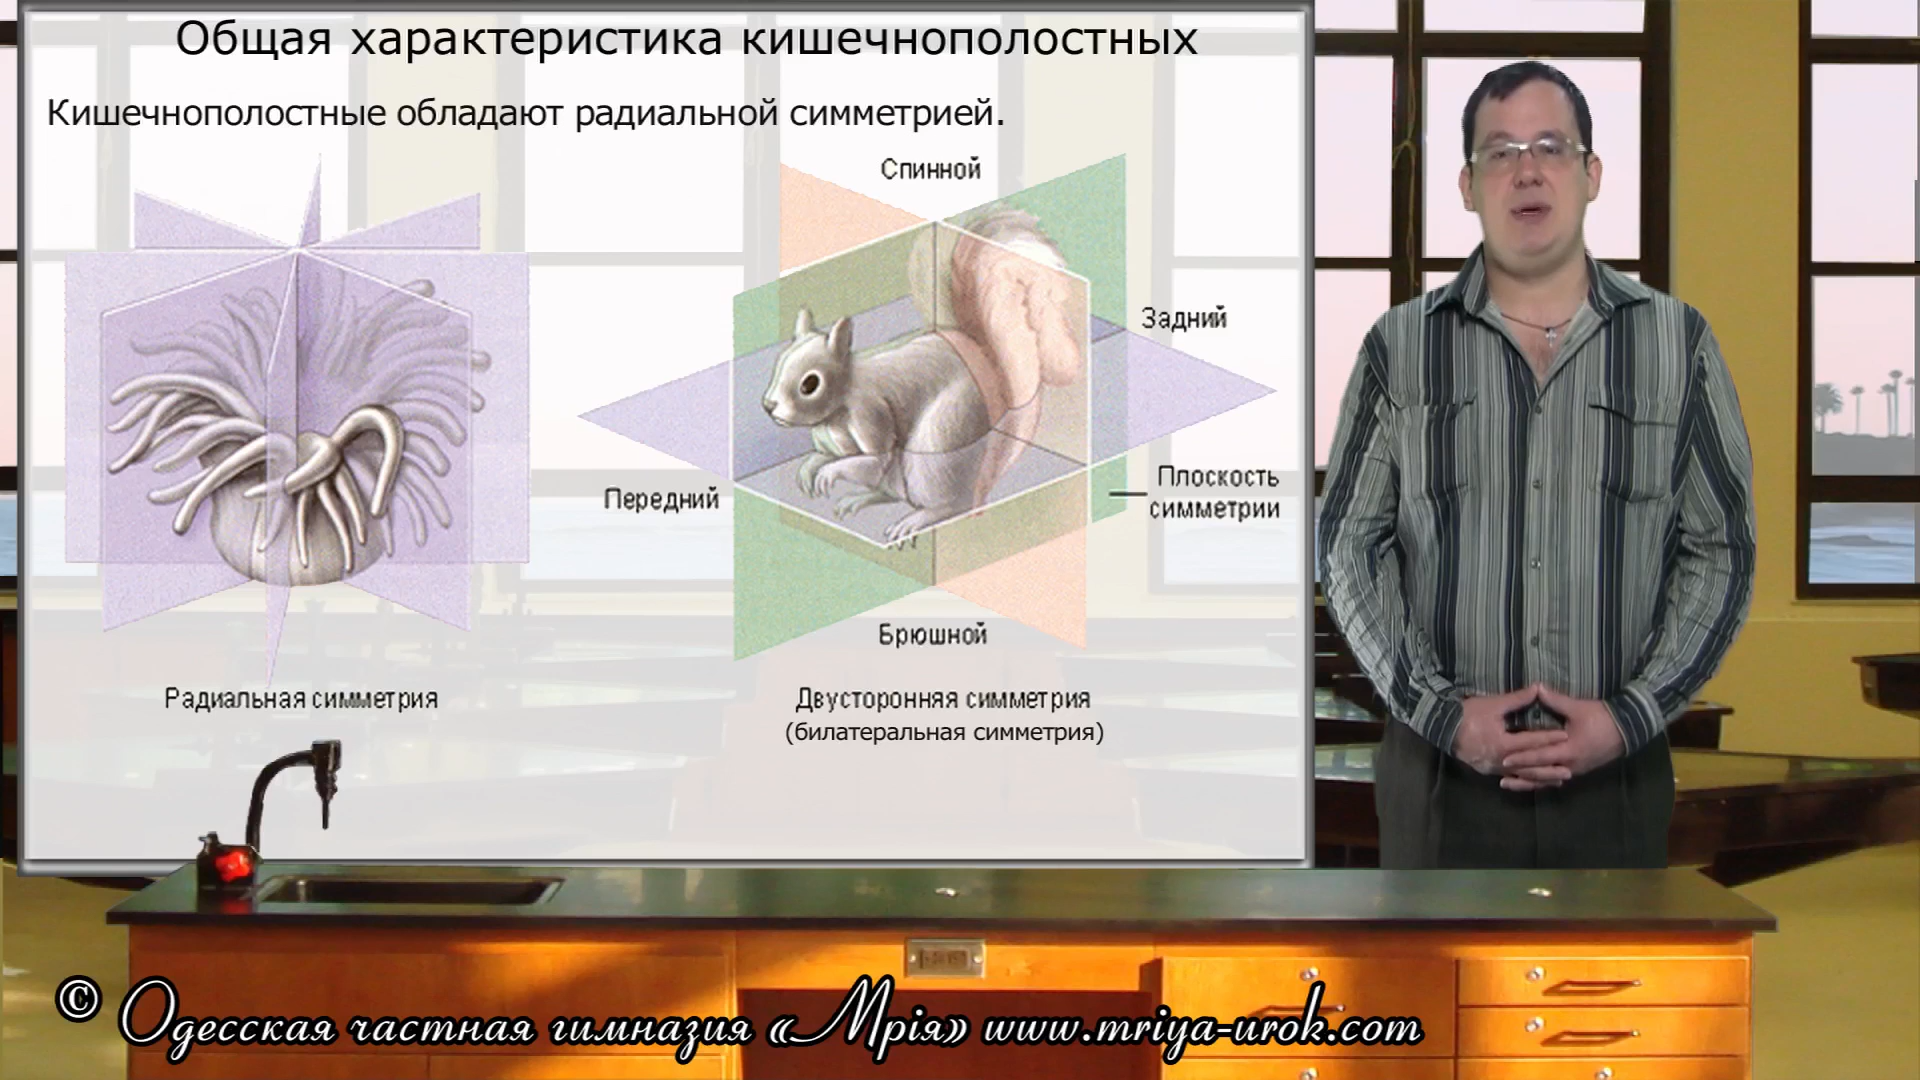 Общая характеристика кишечнополостных
Кишечнополостные обладают радиальной симметрией.
Спинной
Задний
Передний
Плоскость
симметрии
Брюшной
Радиальная симметрия
Двусторонняя симметрия
(билатеральная симметрия)
© Одесская частная гимназия «Мрія» www.mriya-urok.com